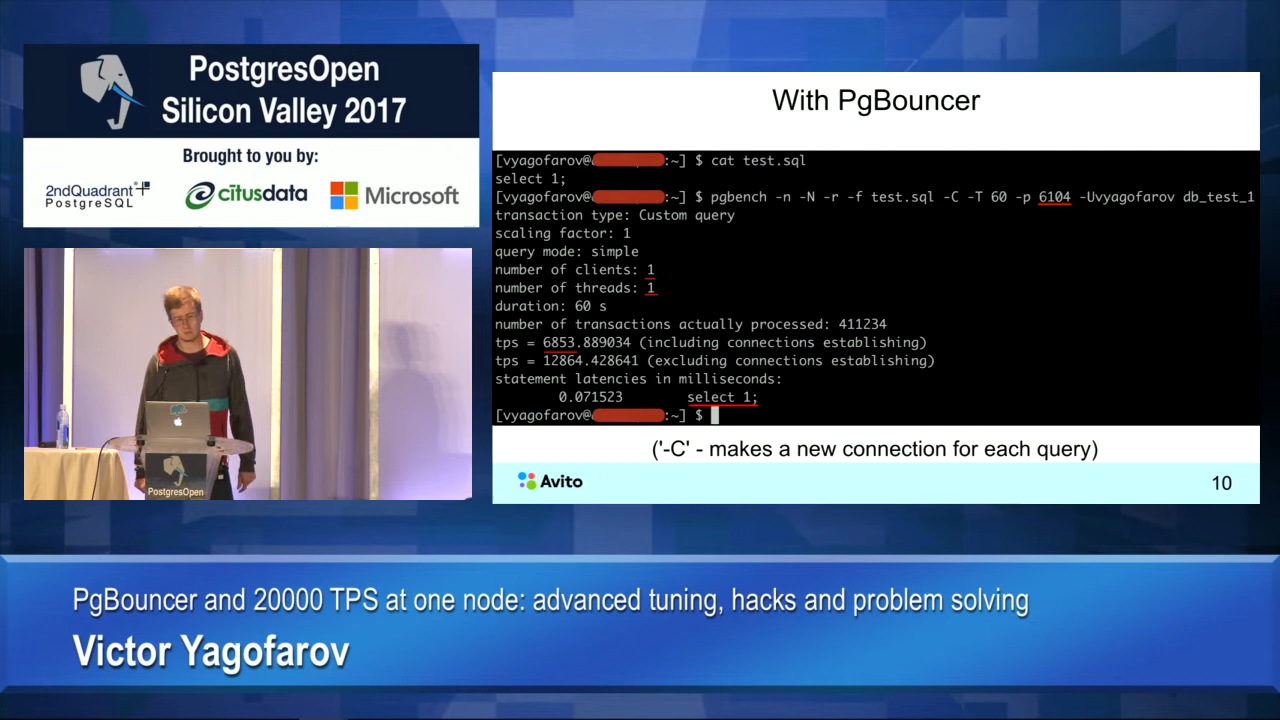 PostgresOpen
Silicon Valley 2017
Brought to you by:
2ndQuadrant
PostgreSQL
citusdata
Microsoft
With PgBouncer
[vyagofarov@ :~] $ cat test.sql
select 1;
[vyagofarov@ :~] $ pgbench -n -N -r -f test.sql -C -T 60 -p 6104 -Uvyagofarov db_test_1
transaction type: Custom query
scaling factor: 1
query mode: simple
number of clients: 1
number of threads: 1
duration: 60 s
number of transactions actually processed: 411234
tps = 6853.889034 (including connections establishing)
tps = 12864.428641 (excluding connections establishing)
statement latencies in milliseconds:
0.071523 select 1;
[vyagofarov@ :~] $
('-C' - makes a new connection for each query)
Avito
10
PostgresOpen
PgBouncer and 20000 TPS at one node: advanced tuning, hacks and problem solving
Victor Yagofarov